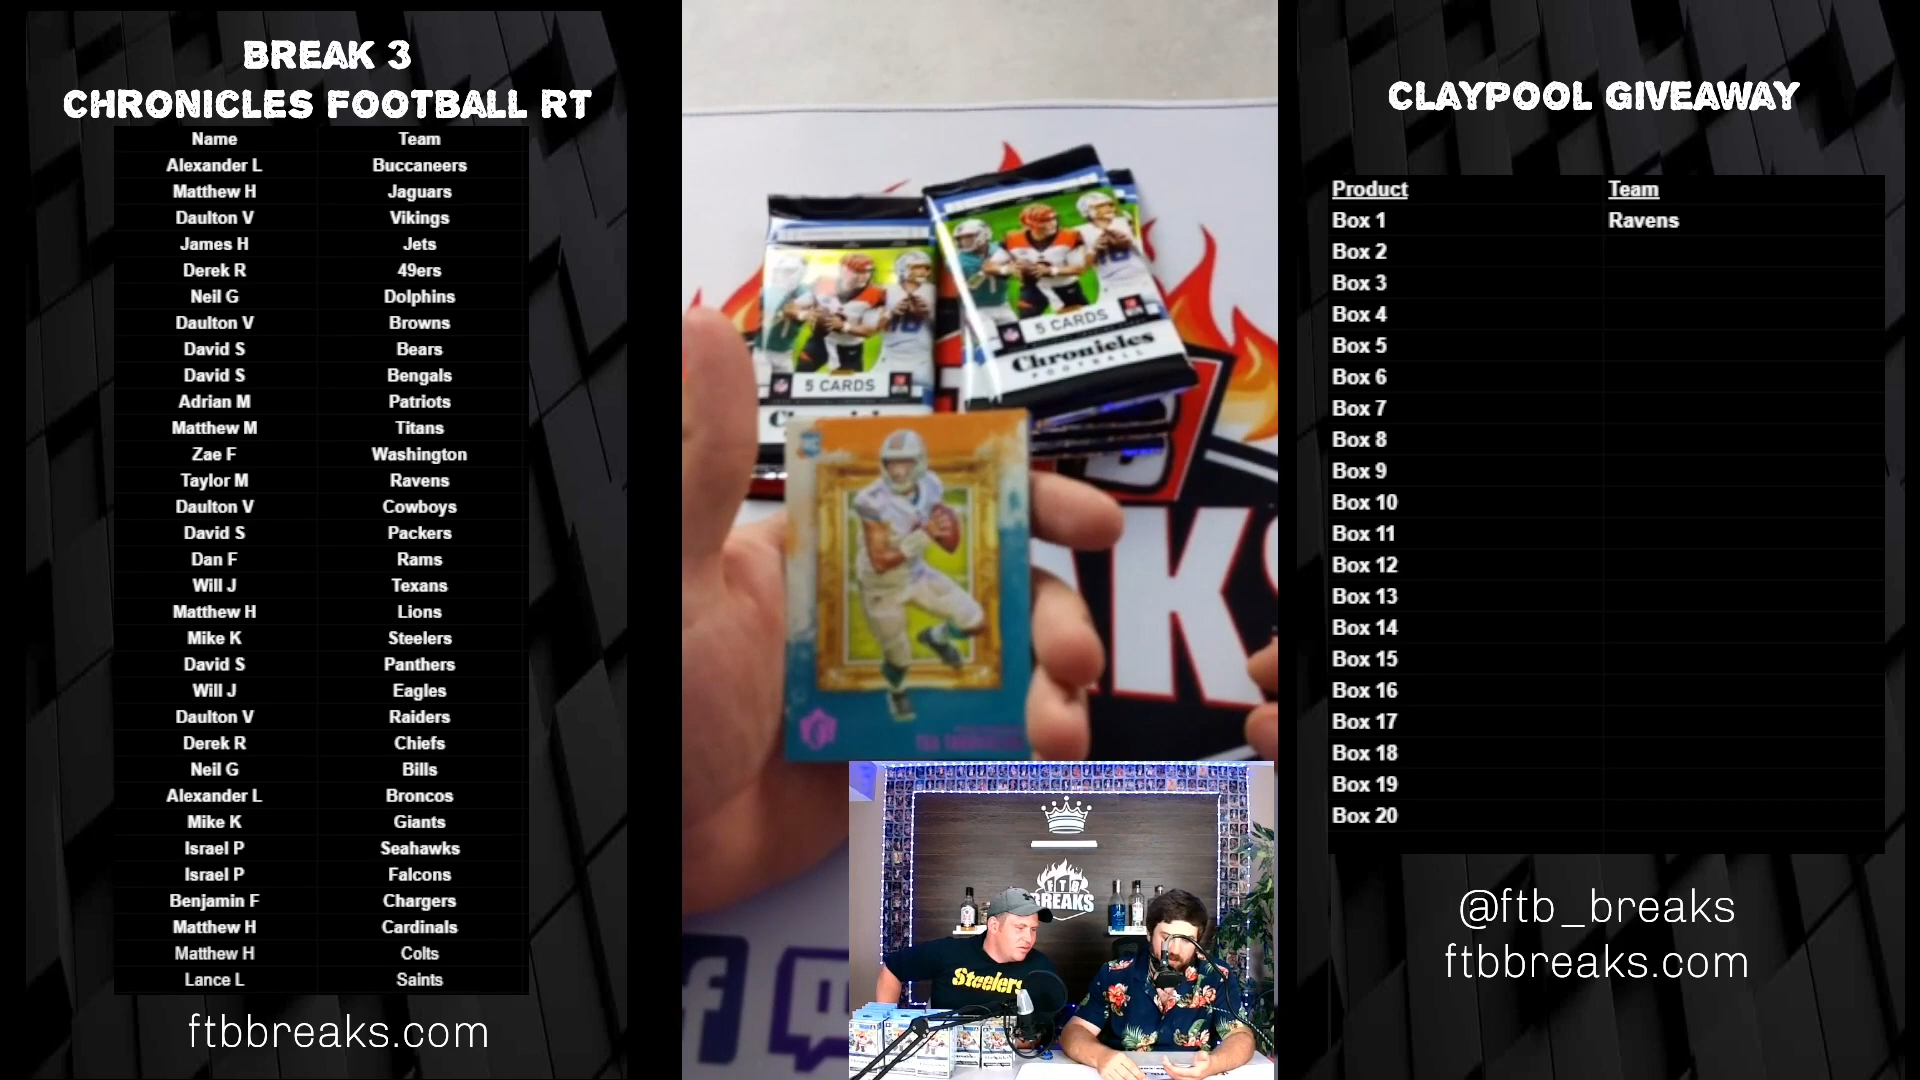 BREAK 3
CHRONICLES FOOTBALL RT
Name Team
Alexander L Buccaneers
Matthew H Jaguars
Daulton V Vikings
James H Jets
Derek R 49ers
Neil G Dolphins
Daulton V Browns
David S Bears
David S Bengals
Adrian M Patriots
Matthew M Titans
Zae F Washington
Taylor M Ravens
Daulton V Cowboys
David S Packers
Dan F Rams
Will J Texans
Matthew H Lions
Mike K Steelers
David S Panthers
Will J Eagles
Daulton V Raiders
Derek R Chiefs
Neil G Bills
Alexander L Broncos
Mike K Giants
Israel P Seahawks
Israel P Falcons
Benjamin F Chargers
Matthew H Cardinals
Matthew H Colts
Lance L Saints
ftbbreaks.com
5 CARDS
5 CARDS
Chronicles
FOOTBALL
RC
FTB
BREAKS
Steelers
CLAYPOOL GIVEAWAY
Product Team
Box 1 Ravens
Box 2
Box 3
Box 4
Box 5
Box 6
Box 7
Box 8
Box 9
Box 10
Box 11
Box 12
Box 13
Box 14
Box 15
Box 16
Box 17
Box 18
Box 19
Box 20
@ftb_breaks
ftbbreaks.com